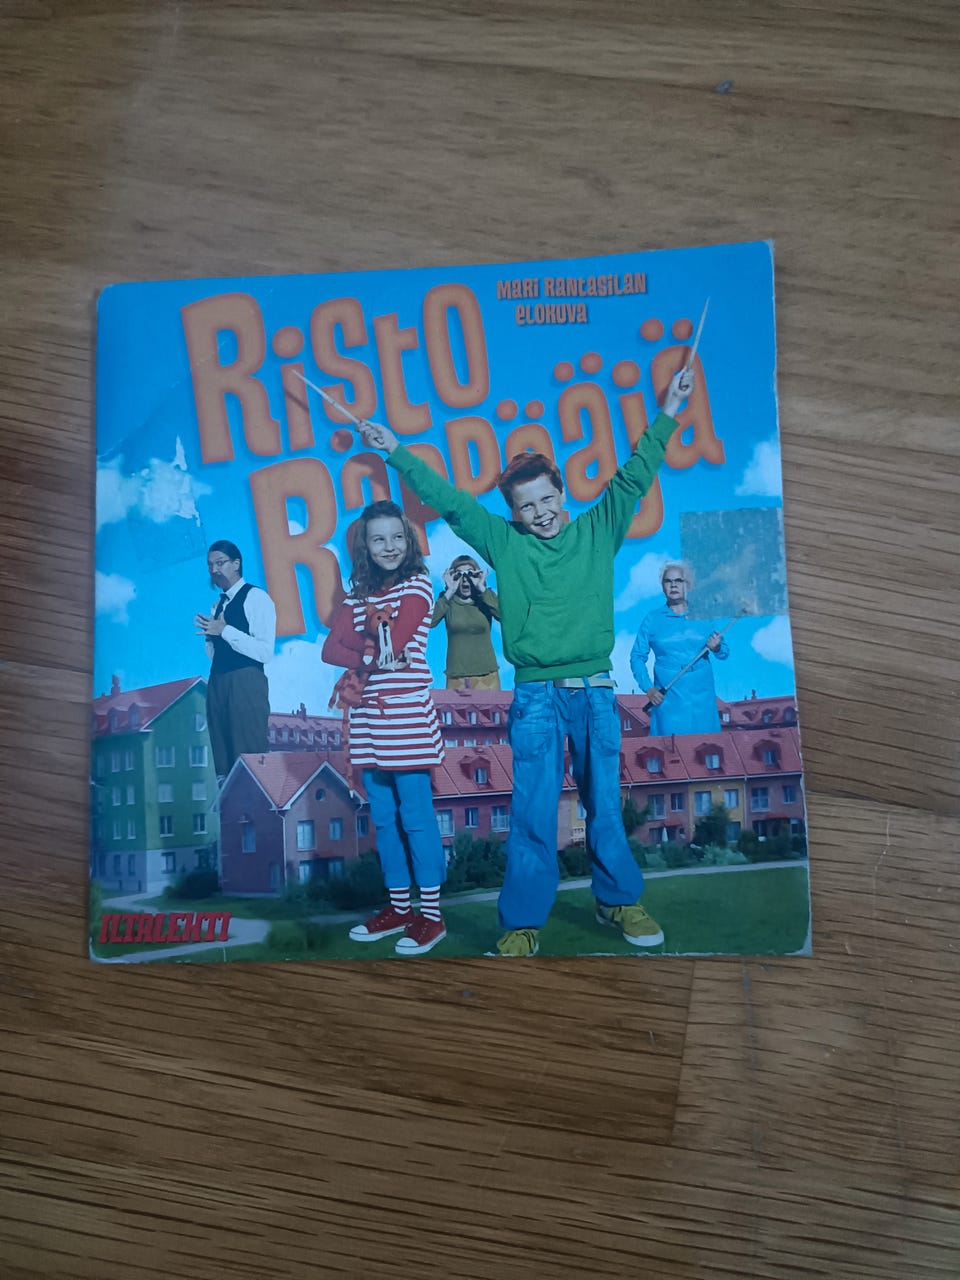 Risto
Räppääjä
Mari Rantasilan
elokuva
ILTALEHTI